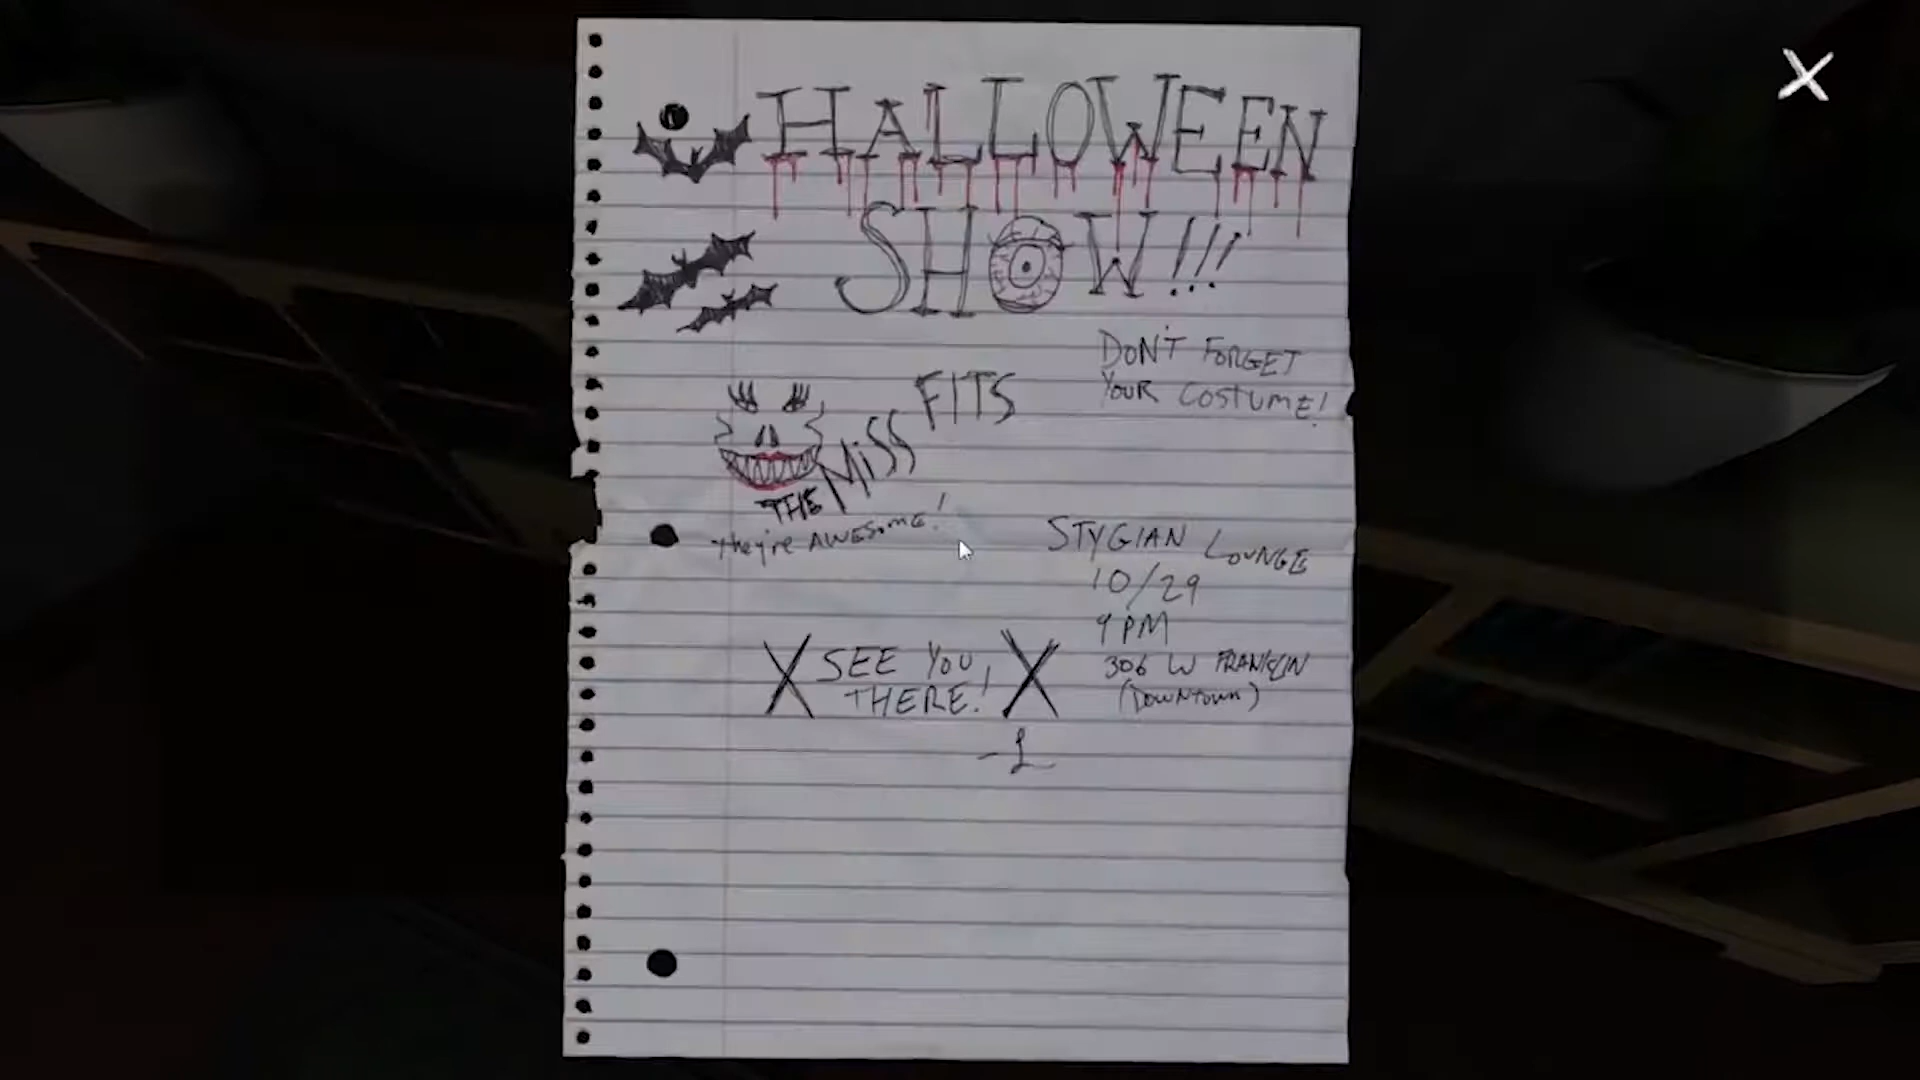 HALLOWEEN
SHOW!!!
DON'T FORGET
YOUR COSTUME!
THE MiSS FITS
they're AWESOME!
STYGIAN LOUNGE
10/29
9 PM
306 W FRANKLIN
(DOWNTOWN)
X SEE YOU X
THERE!
-L